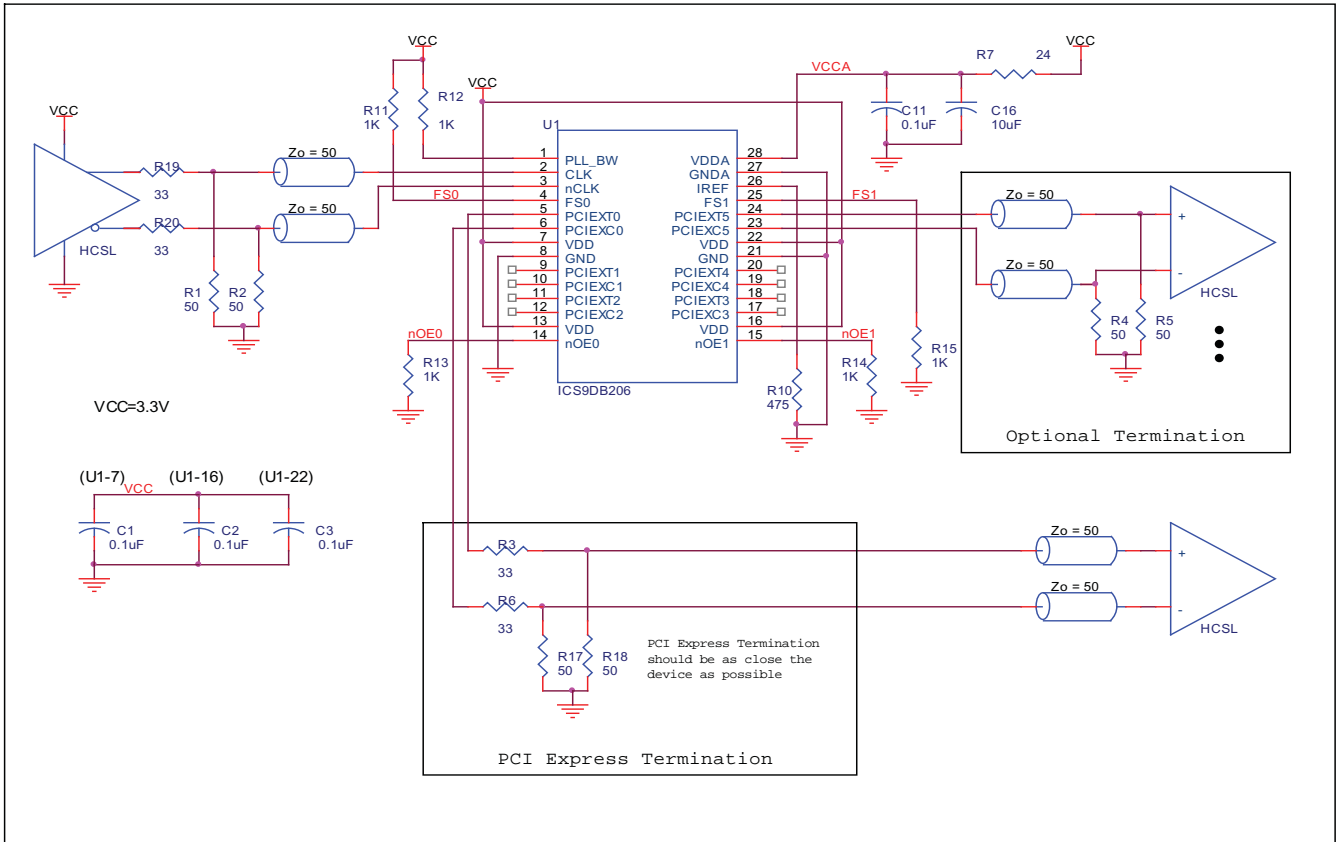 VCC
R7 24
VCC
VCCA
VCC
R12
R11
1K
1K
C11
0.1uF
C16
10uF
VCC
U1
R19
33
Zo = 50
R20
33
Zo = 50
HCSL
R1
50
R2
50
FS0
1 PLL_BW
2 CLK
3 nCLK
4 FS0
5 PCIEXT0
6 PCIEXC0
7 VDD
8 GND
9 PCIEXT1
10 PCIEXC1
11 PCIEXT2
12 PCIEXC2
13 VDD
14 nOE0
VDDA 28
GNDA 27
IREF 26
FS1 25
PCIEXT5 24
PCIEXC5 23
VDD 22
GND 21
PCIEXT4 20
PCIEXC4 19
PCIEXT3 18
PCIEXC3 17
VDD 16
nOE1 15
ICS9DB206
nOE0
R13
1K
FS1
nOE1
R14
1K
R15
1K
R10
475
Zo = 50
Zo = 50
+
-
HCSL
R4
50
R5
50
Optional Termination
VCC=3.3V
(U1-7) (U1-16) (U1-22)
VCC
C1
0.1uF
C2
0.1uF
C3
0.1uF
R3
33
R6
33
R17
50
R18
50
PCI Express Termination
should be as close the
device as possible
PCI Express Termination
Zo = 50
Zo = 50
+
-
HCSL